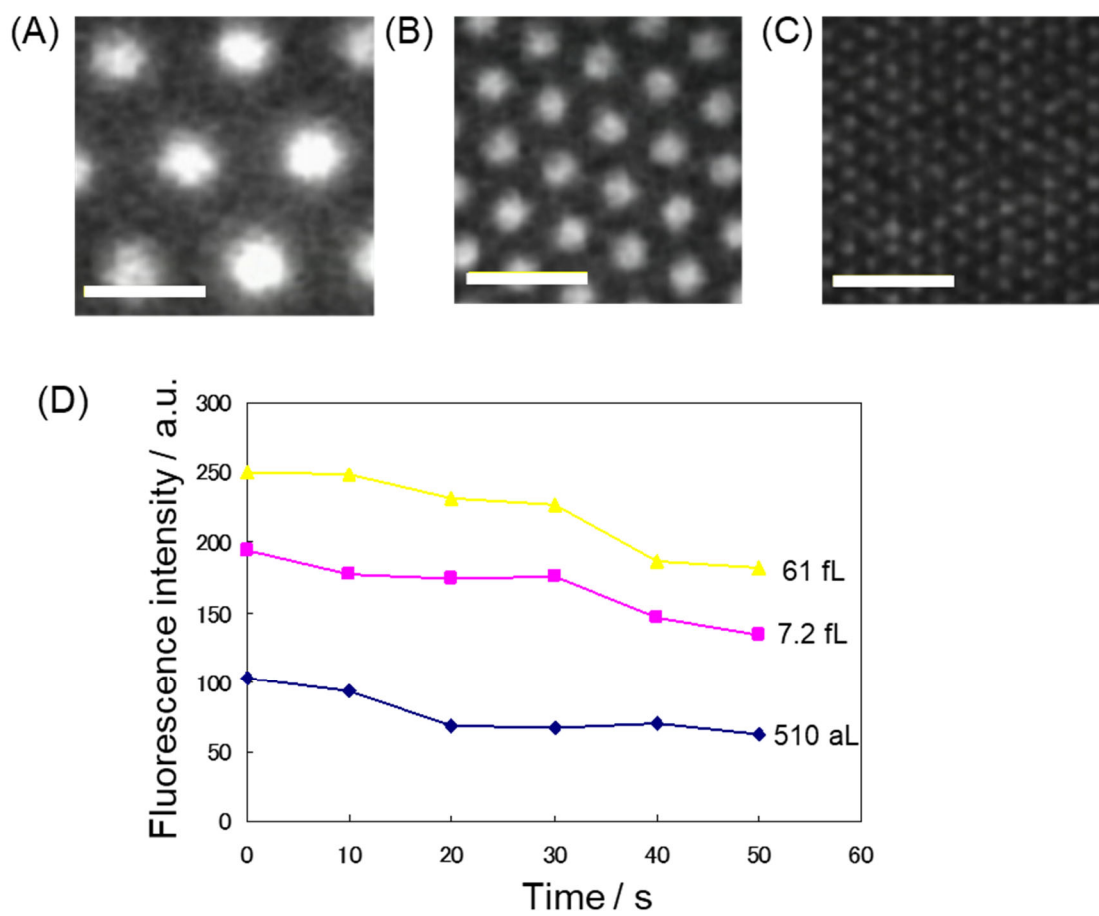 (A)
(B)
(C)
(D)
Fluorescence intensity / a.u.
300
250
200
150
100
50
0
61 fL
7.2 fL
510 aL
0 10 20 30 40 50 60
Time / s